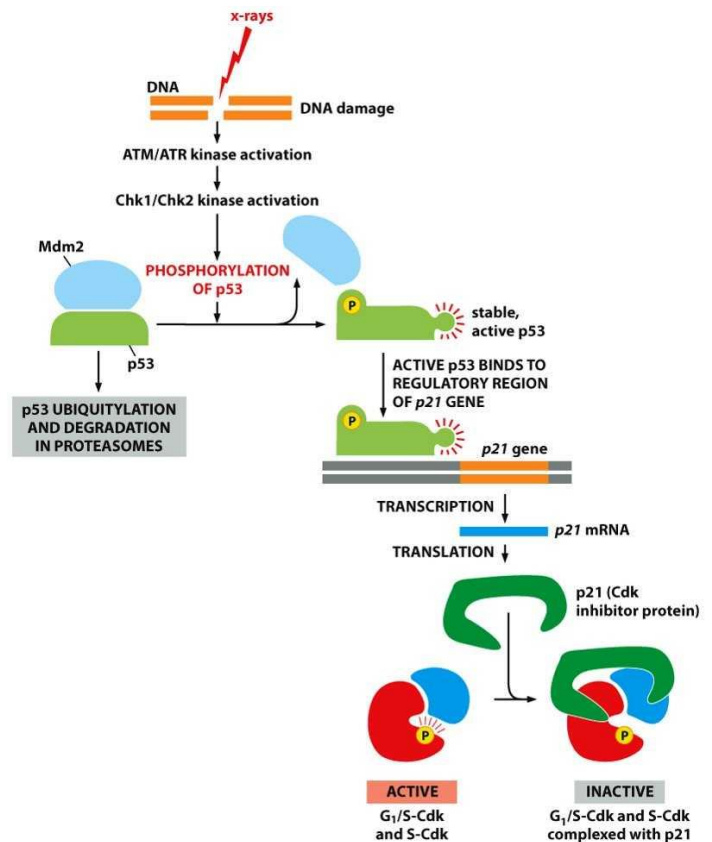 x-rays
DNA
DNA damage
ATM/ATR kinase activation
Chk1/Chk2 kinase activation
Mdm2
PHOSPHORYLATION
OF p53
P
stable,
active p53
p53
ACTIVE p53 BINDS TO
REGULATORY REGION
OF p21 GENE
p53 UBIQUITYLATION
AND DEGRADATION
IN PROTEASOMES
P
p21 gene
TRANSCRIPTION
p21 mRNA
TRANSLATION
p21 (Cdk
inhibitor protein)
P
P
ACTIVE
INACTIVE
G₁/S-Cdk
and S-Cdk
G₁/S-Cdk and S-Cdk
complexed with p21